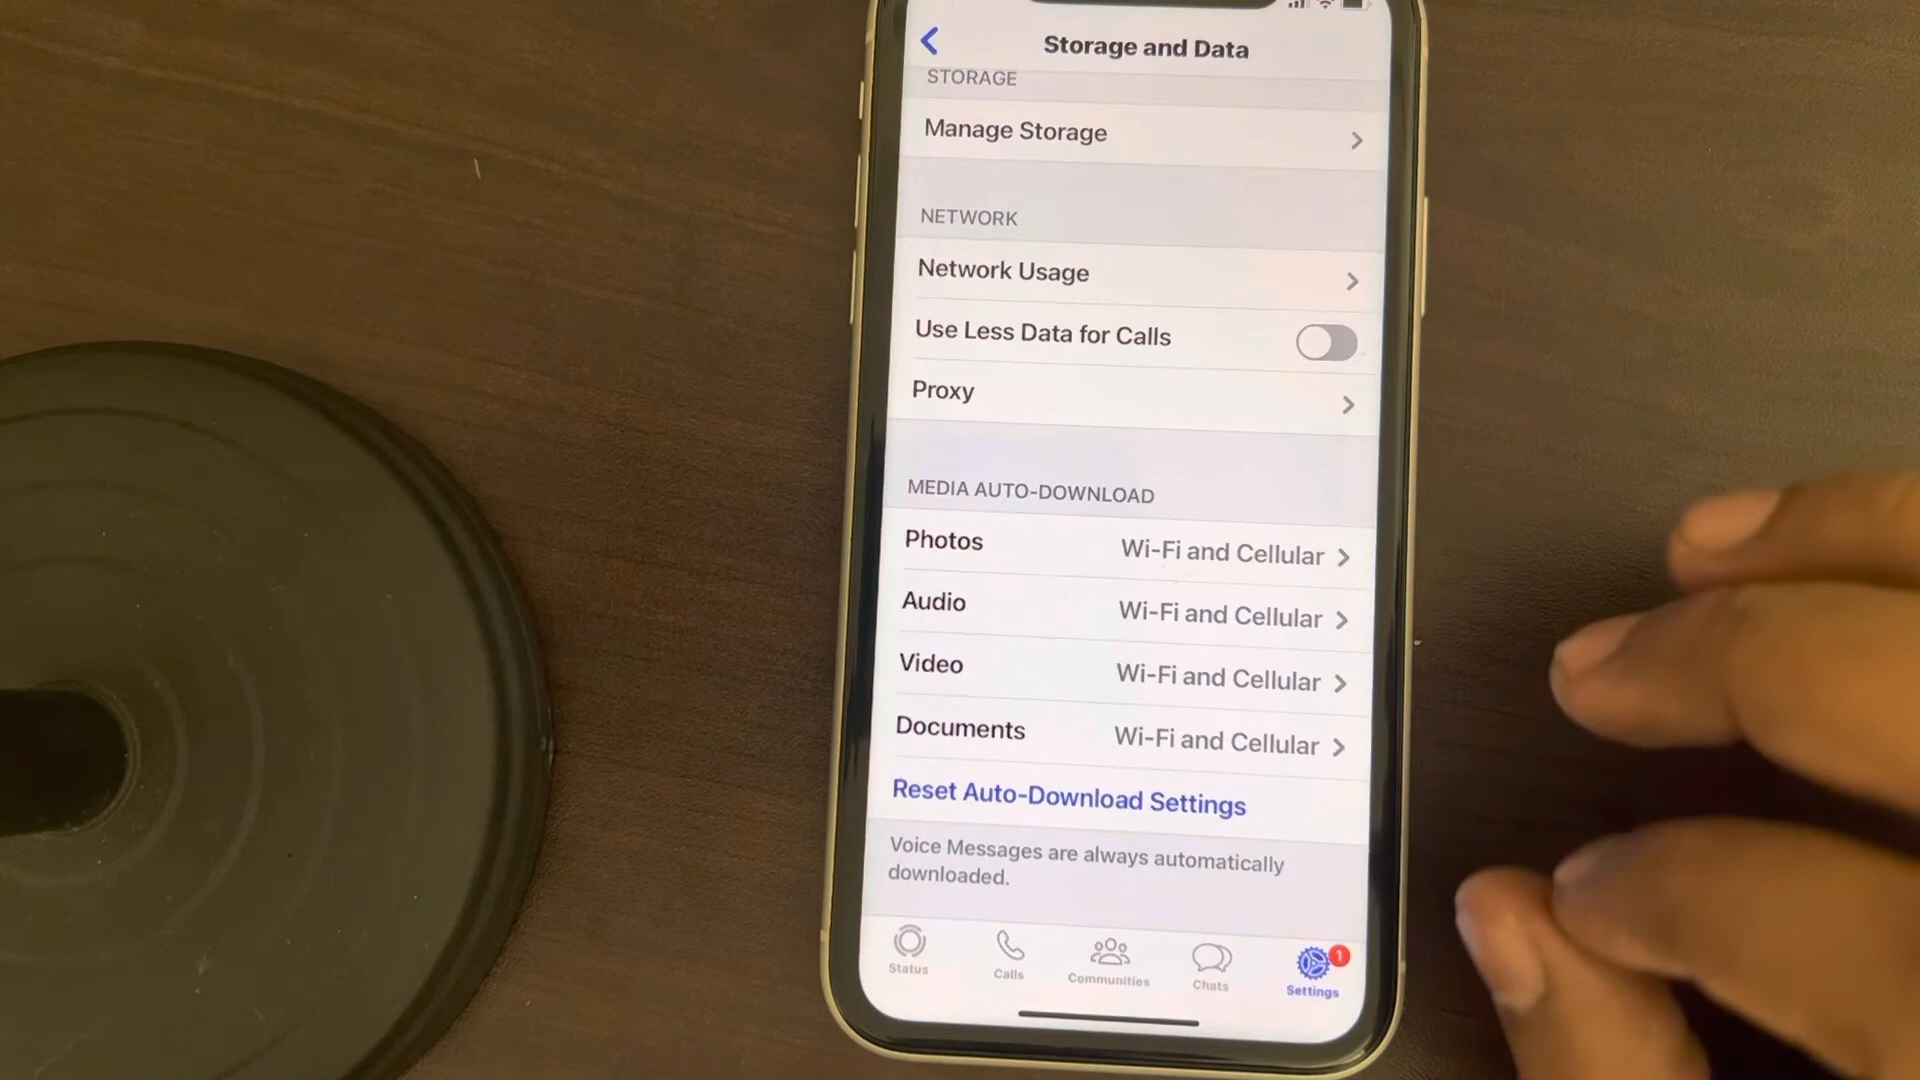 Storage and Data
STORAGE
Manage Storage
NETWORK
Network Usage
Use Less Data for Calls
Proxy
MEDIA AUTO-DOWNLOAD
Photos Wi-Fi and Cellular
Audio Wi-Fi and Cellular
Video Wi-Fi and Cellular
Documents Wi-Fi and Cellular
Reset Auto-Download Settings
Voice Messages are always automatically
downloaded.
1
Status Calls Communities Chats Settings